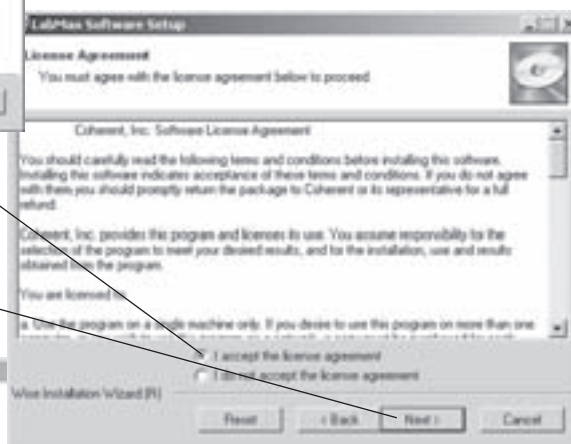 LabMax Software Setup
License Agreement
You must agree with the license agreement below to proceed.
Coherent, Inc. Software License Agreement
You should carefully read the following terms and conditions before installing this software.
Installing this software indicates acceptance of these terms and conditions. If you do not agree
with them you should promptly return the package to Coherent or its representative for a full
refund.
Coherent, Inc. provides this program and licenses its use. You assume responsibility for the
selection of the program to meet your desired results, and for the installation, use and results
obtained from the program.
You are licensed to:
a. Use the program on a single machine only. If you desire to use this program on more than one
I accept the license agreement
I do not accept the license agreement
Wise Installation Wizard (R)
Reset
< Back
Next >
Cancel